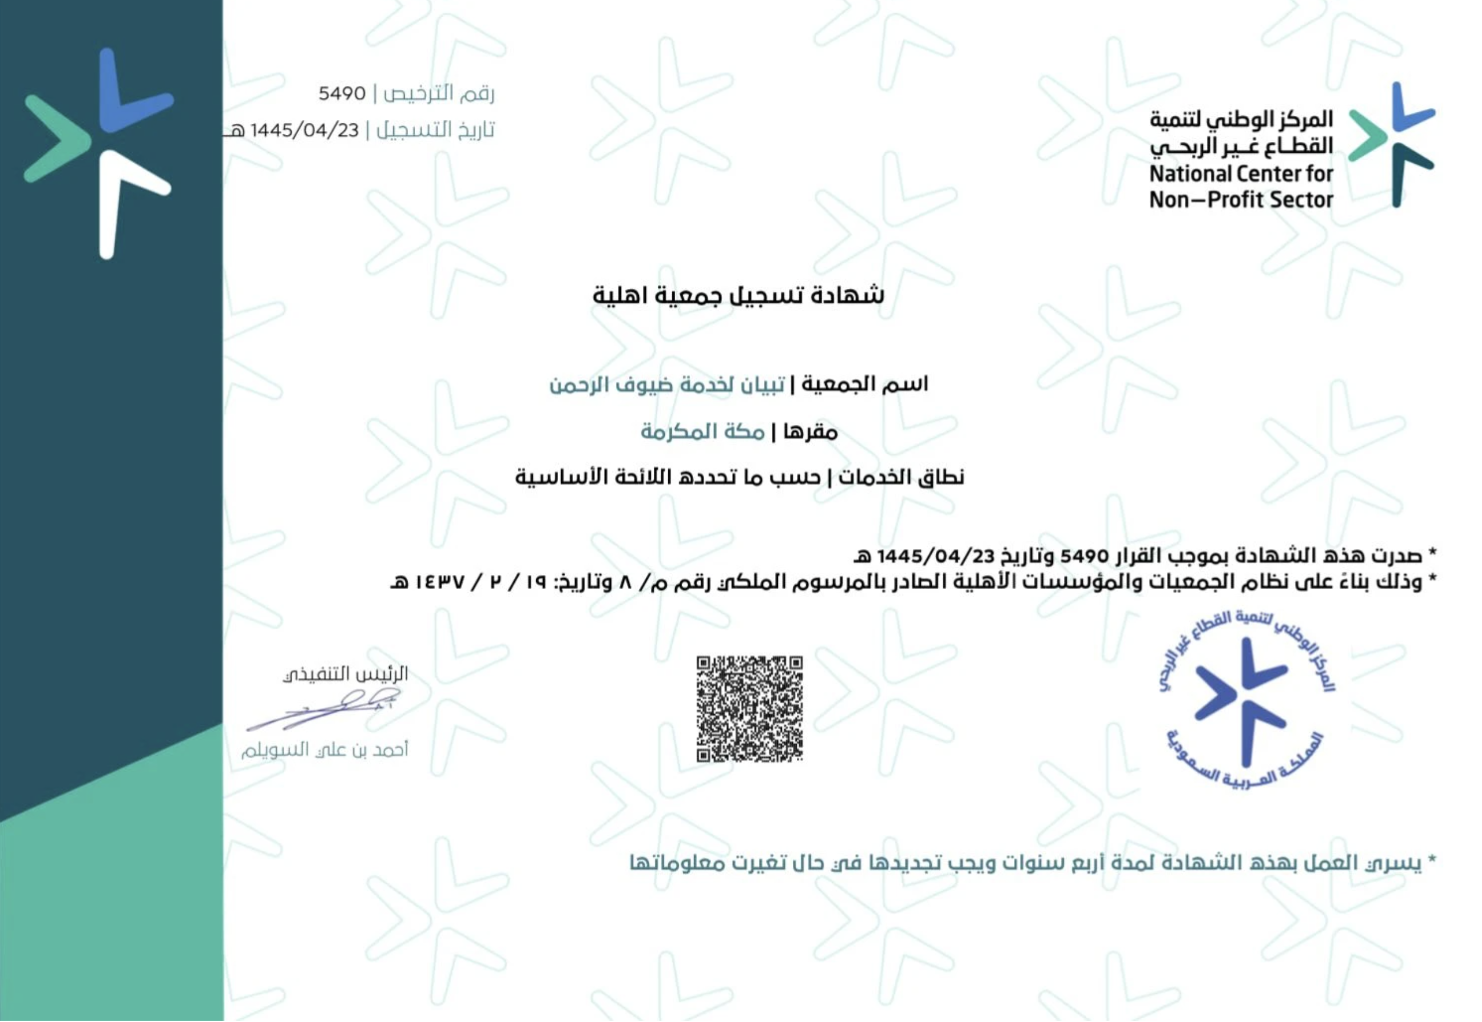 رقم الترخيص | 5490
تاريخ التسجيل | 1445/04/23 هـ
المركز الوطني لتنمية
القطاع غير الربحي
National Center for
Non–Profit Sector
شهادة تسجيل جمعية اهلية
اسم الجمعية | تبيان لخدمة ضيوف الرحمن
مقرها | مكة المكرمة
نطاق الخدمات | حسب ما تحدده اللائحة الأساسية
* صدرت هذه الشهادة بموجب القرار 5490 وتاريخ 1445/04/23 هـ
* وذلك بناءً على نظام الجمعيات والمؤسسات الأهلية الصادر بالمرسوم الملكي رقم م/ ٨ وتاريخ: ١٩ / ٢ / ١٤٣٧ هـ
المركز الوطني لتنمية القطاع غير الربحي
المملكة العربية السعودية
الرئيس التنفيذي
أحمد بن علي السويلم
* يسري العمل بهذه الشهادة لمدة أربع سنوات ويجب تجديدها في حال تغيرت معلوماتها